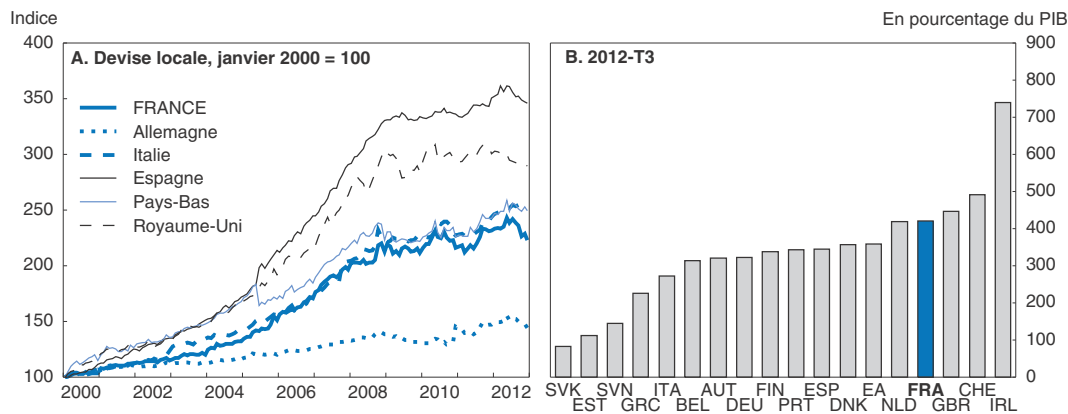 Indice
En pourcentage du PIB
A. Devise locale, janvier 2000 = 100
400
350
300
250
200
150
100
FRANCE
Allemagne
Italie
Espagne
Pays-Bas
Royaume-Uni
2000 2002 2004 2006 2008 2010 2012
B. 2012-T3
900
800
700
600
500
400
300
200
100
0
SVK SVN ITA AUT FIN ESP EA FRA CHE
EST GRC BEL DEU PRT DNK NLD GBR IRL